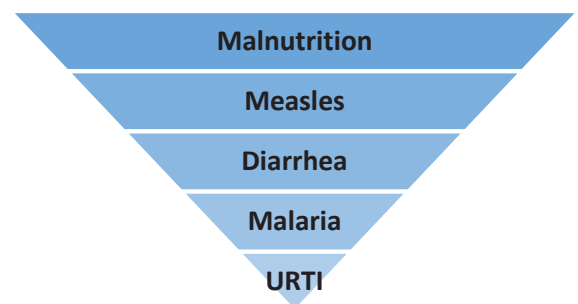 Malnutrition
Measles
Diarrhea
Malaria
URTI